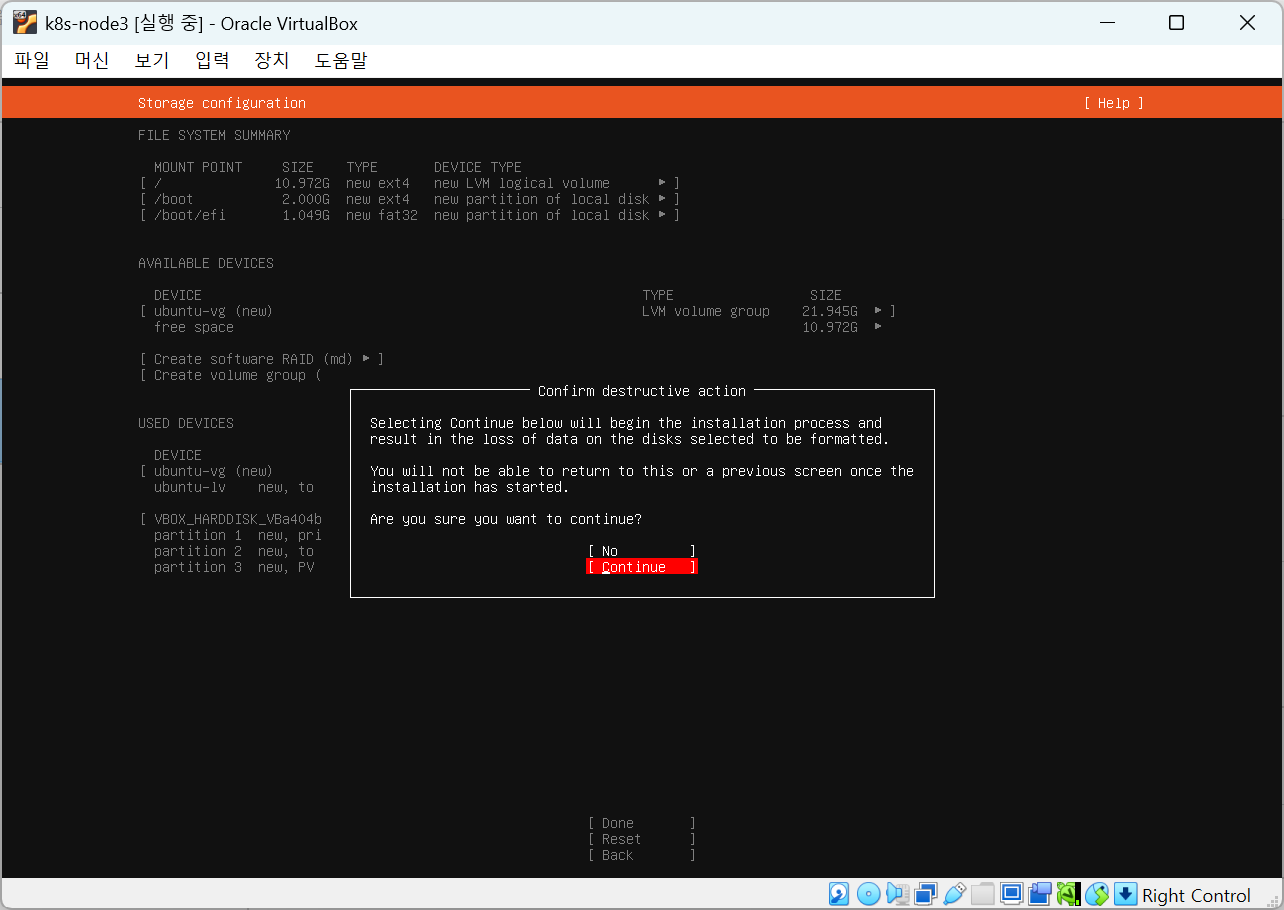 k8s-node3 [실행 중] - Oracle VirtualBox
파일 머신 보기 입력 장치 도움말
Storage configuration [ Help ]
FILE SYSTEM SUMMARY
MOUNT POINT SIZE TYPE DEVICE TYPE
[ / 10.972G new ext4 new LVM logical volume ▸ ]
[ /boot 2.000G new ext4 new partition of local disk ▸ ]
[ /boot/efi 1.049G new fat32 new partition of local disk ▸ ]
AVAILABLE DEVICES
DEVICE TYPE SIZE
[ ubuntu-vg (new) LVM volume group 21.945G ▸ ]
free space 10.972G ▸
[ Create software RAID (md) ▸ ]
[ Create volume group (
USED DEVICES
DEVICE
[ ubuntu-vg (new)
ubuntu-lv new, to
[ VBOX_HARDDISK_VBa404b
partition 1 new, pri
partition 2 new, to
partition 3 new, PV
Confirm destructive action
Selecting Continue below will begin the installation process and
result in the loss of data on the disks selected to be formatted.
You will not be able to return to this or a previous screen once the
installation has started.
Are you sure you want to continue?
[ No ]
[ Continue ]
[ Done ]
[ Reset ]
[ Back ]
Right Control